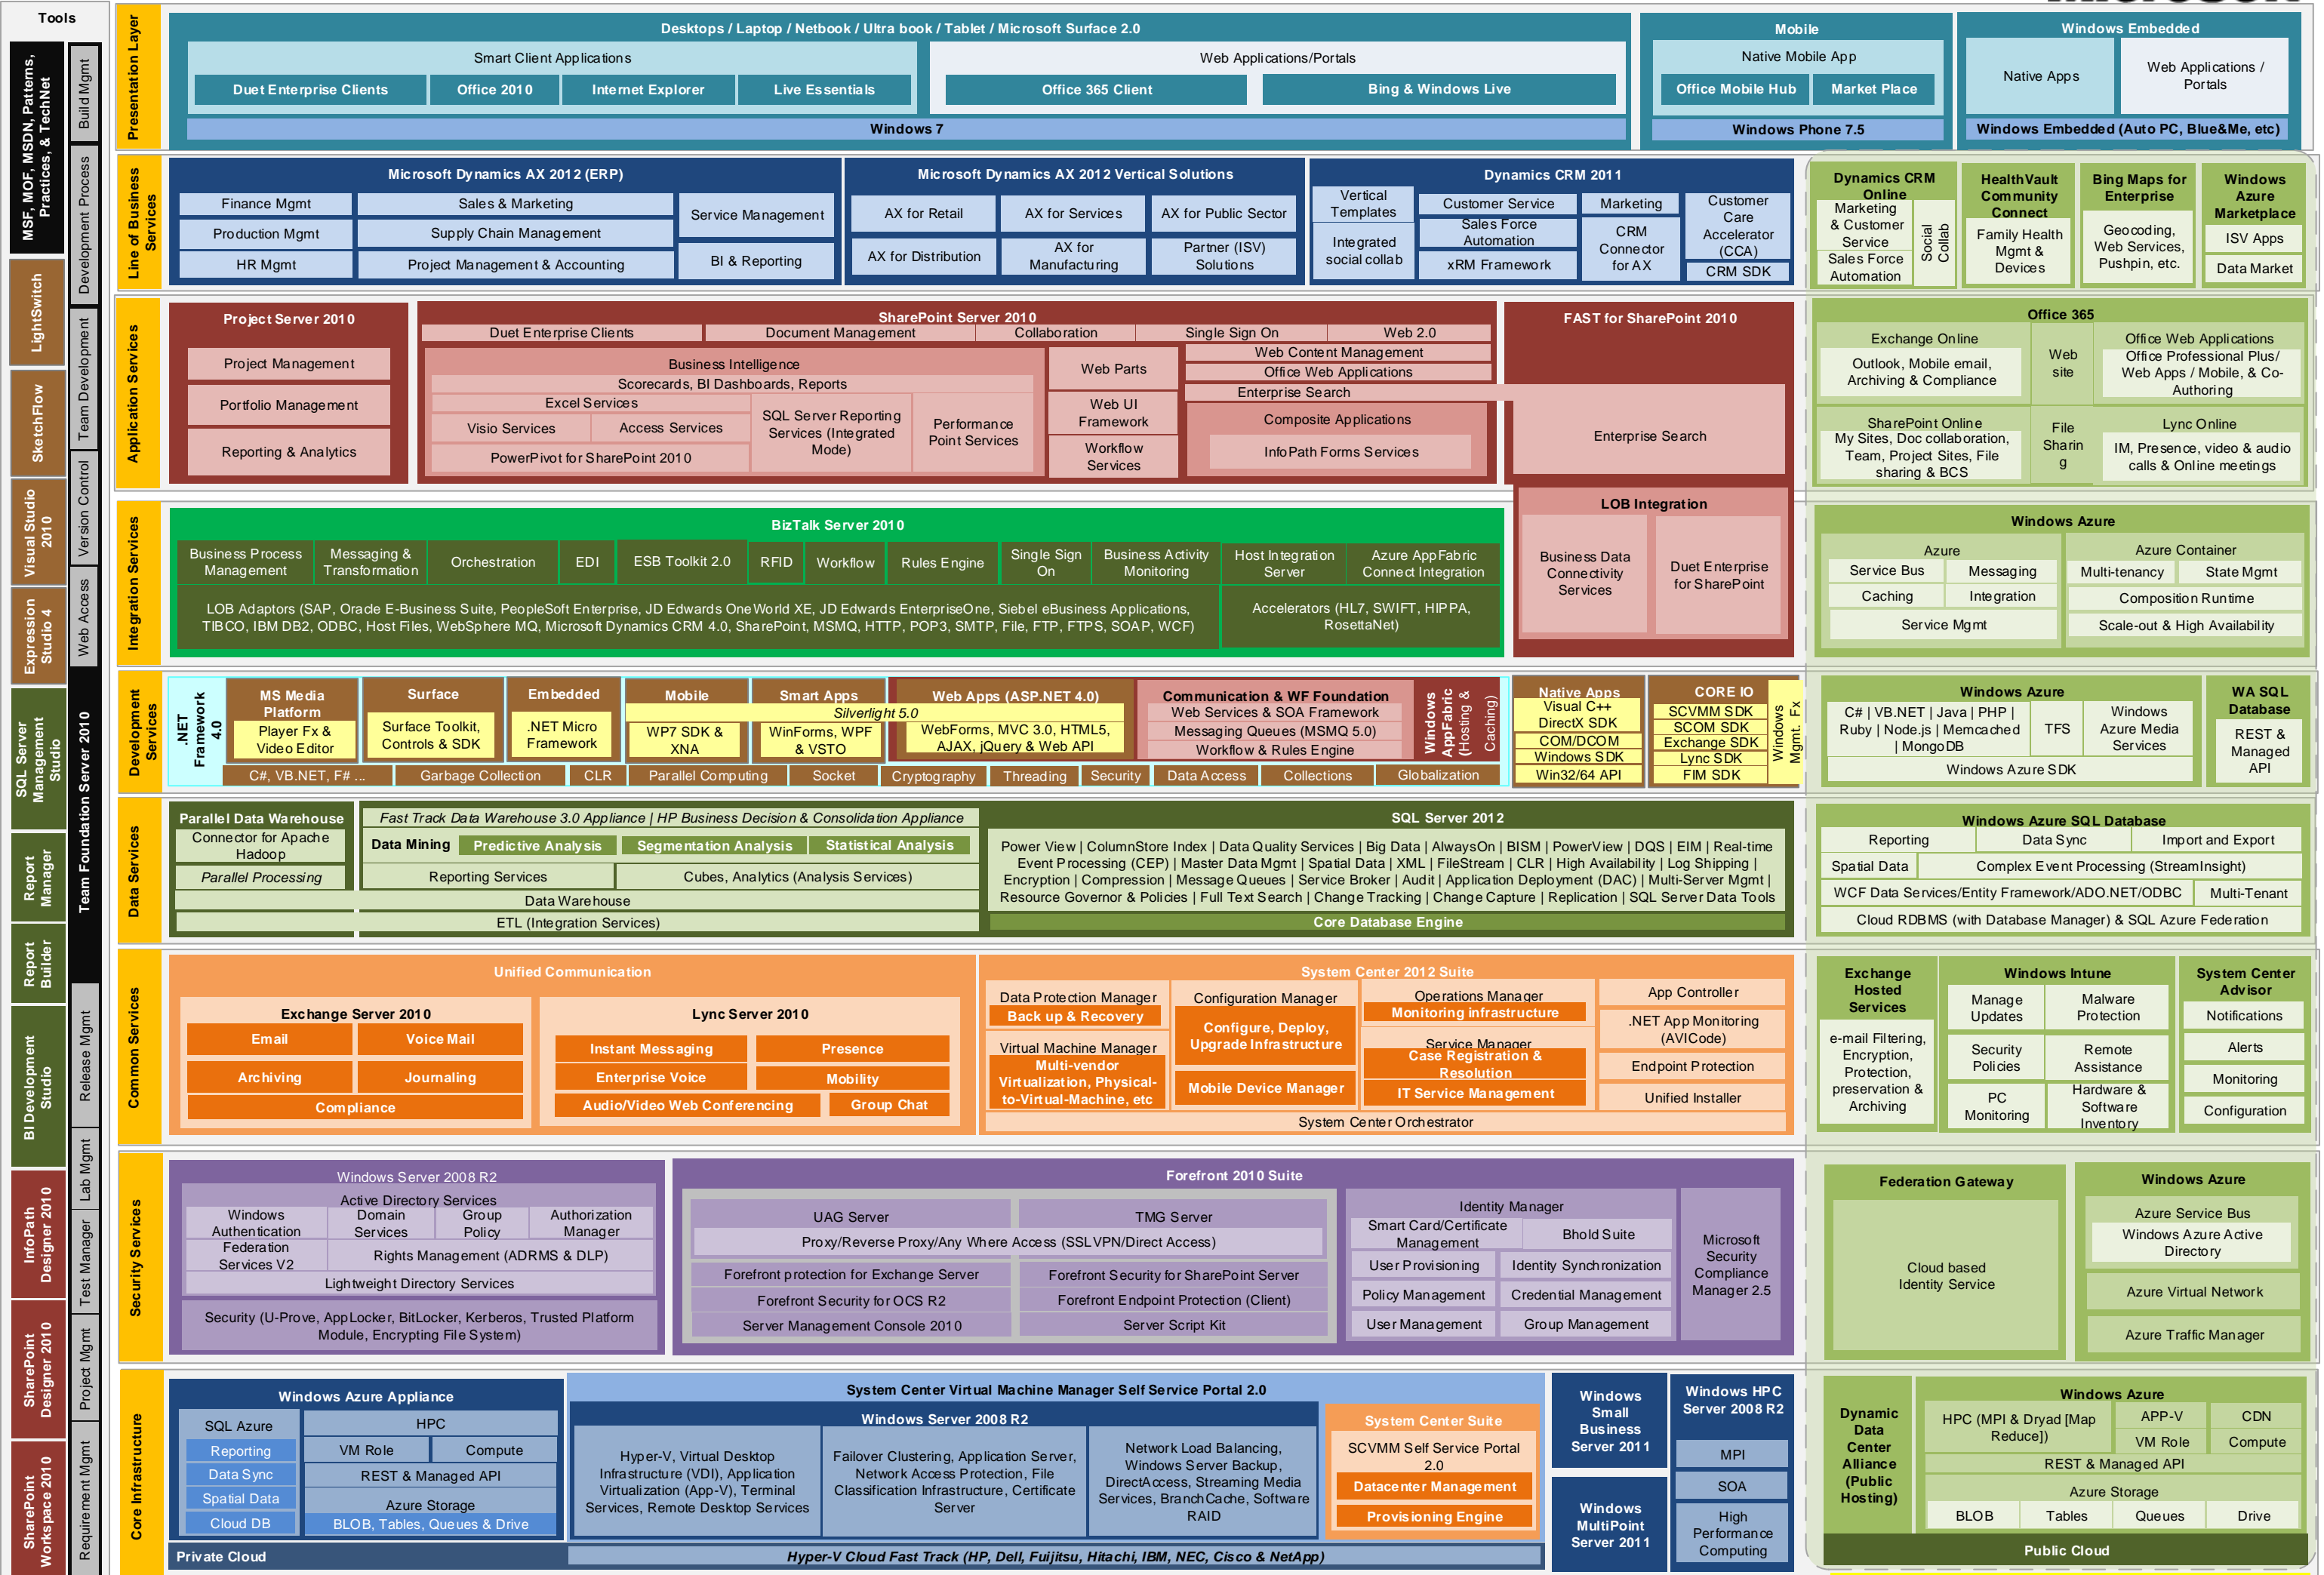 Tools
MSF, MOF, MSDN, Patterns,
Practices, & TechNet
LightSwitch
SketchFlow
Visual Studio
2010
Expression
Studio 4
SQL Server
Management
Studio
Report
Manager
Report
Builder
BI Development
Studio
InfoPath
Designer 2010
SharePoint
Designer 2010
SharePoint
Workspace 2010
Build Mgmt
Development Process
Team Development
Version Control
Web Access
Team Foundation Server 2010
Release Mgmt
Lab Mgmt
Test Manager
Project Mgmt
Requirement Mgmt
Presentation Layer
Desktops / Laptop / Netbook / Ultra book / Tablet / Microsoft Surface 2.0
Smart Client Applications
Duet Enterprise Clients
Office 2010
Internet Explorer
Live Essentials
Web Applications/Portals
Office 365 Client
Bing & Windows Live
Windows 7
Mobile
Native Mobile App
Office Mobile Hub
Market Place
Windows Phone 7.5
Windows Embedded
Native Apps
Web Applications /
Portals
Windows Embedded (Auto PC, Blue&Me, etc)
Line of Business
Services
Microsoft Dynamics AX 2012 (ERP)
Finance Mgmt
Sales & Marketing
Service Management
Production Mgmt
Supply Chain Management
HR Mgmt
Project Management & Accounting
BI & Reporting
Microsoft Dynamics AX 2012 Vertical Solutions
AX for Retail
AX for Services
AX for Public Sector
AX for Distribution
AX for
Manufacturing
Partner (ISV)
Solutions
Dynamics CRM 2011
Vertical
Templates
Integrated
social collab
Customer Service
Sales Force
Automation
xRM Framework
Marketing
CRM
Connector
for AX
Customer
Care
Accelerator
(CCA)
CRM SDK
Dynamics CRM
Online
Marketing
& Customer
Service
Sales Force
Automation
Social
Collab
HealthVault
Community
Connect
Family Health
Mgmt &
Devices
Bing Maps for
Enterprise
Geocoding,
Web Services,
Pushpin, etc.
Windows
Azure
Marketplace
ISV Apps
Data Market
Application Services
Project Server 2010
Project Management
Portfolio Management
Reporting & Analytics
SharePoint Server 2010
Duet Enterprise Clients
Document Management
Collaboration
Single Sign On
Web 2.0
Business Intelligence
Scorecards, BI Dashboards, Reports
Excel Services
Visio Services
Access Services
PowerPivot for SharePoint 2010
SQL Server Reporting
Services (Integrated
Mode)
Performance
Point Services
Web Parts
Web UI
Framework
Workflow
Services
Web Content Management
Office Web Applications
Enterprise Search
Composite Applications
InfoPath Forms Services
FAST for SharePoint 2010
Enterprise Search
Office 365
Exchange Online
Outlook, Mobile email,
Archiving & Compliance
Web
site
Office Web Applications
Office Professional Plus/
Web Apps / Mobile, & Co-
Authoring
SharePoint Online
My Sites, Doc collaboration,
Team, Project Sites, File
sharing & BCS
File
Sharin
g
Lync Online
IM, Presence, video & audio
calls & Online meetings
Integration Services
BizTalk Server 2010
Business Process
Management
Messaging &
Transformation
Orchestration
EDI
ESB Toolkit 2.0
RFID
Workflow
Rules Engine
Single Sign
On
Business Activity
Monitoring
Host Integration
Server
Azure AppFabric
Connect Integration
LOB Adaptors (SAP, Oracle E-Business Suite, PeopleSoft Enterprise, JD Edwards OneWorld XE, JD Edwards EnterpriseOne, Siebel eBusiness Applications,
TIBCO, IBM DB2, ODBC, Host Files, WebSphere MQ, Microsoft Dynamics CRM 4.0, SharePoint, MSMQ, HTTP, POP3, SMTP, File, FTP, FTPS, SOAP, WCF)
Accelerators (HL7, SWIFT, HIPPA,
RosettaNet)
LOB Integration
Business Data
Connectivity
Services
Duet Enterprise
for SharePoint
Windows Azure
Azure
Service Bus
Messaging
Caching
Integration
Service Mgmt
Azure Container
Multi-tenancy
State Mgmt
Composition Runtime
Scale-out & High Availability
Development
Services
.NET
Framework
4.0
MS Media
Platform
Player Fx &
Video Editor
Surface
Surface Toolkit,
Controls & SDK
Embedded
.NET Micro
Framework
Mobile
Smart Apps
Web Apps (ASP.NET 4.0)
Silverlight 5.0
WP7 SDK &
XNA
WinForms, WPF
& VSTO
WebForms, MVC 3.0, HTML5,
AJAX, jQuery & Web API
Communication & WF Foundation
Web Services & SOA Framework
Messaging Queues (MSMQ 5.0)
Workflow & Rules Engine
Windows
AppFabric
(Hosting &
Caching)
C#, VB.NET, F# ...
Garbage Collection
CLR
Parallel Computing
Socket
Cryptography
Threading
Security
Data Access
Collections
Globalization
Native Apps
Visual C++
DirectX SDK
COM/DCOM
Windows SDK
Win32/64 API
CORE IO
SCVMM SDK
SCOM SDK
Exchange SDK
Lync SDK
FIM SDK
Windows
Mgmt. Fx
Windows Azure
C# | VB.NET | Java | PHP |
Ruby | Node.js | Memcached
| MongoDB
TFS
Windows
Azure Media
Services
Windows Azure SDK
WA SQL
Database
REST &
Managed
API
Data Services
Parallel Data Warehouse
Connector for Apache
Hadoop
Parallel Processing
Fast Track Data Warehouse 3.0 Appliance | HP Business Decision & Consolidation Appliance
Data Mining
Predictive Analysis
Segmentation Analysis
Statistical Analysis
Reporting Services
Cubes, Analytics (Analysis Services)
Data Warehouse
ETL (Integration Services)
SQL Server 2012
Power View | ColumnStore Index | Data Quality Services | Big Data | AlwaysOn | BISM | PowerView | DQS | EIM | Real-time
Event Processing (CEP) | Master Data Mgmt | Spatial Data | XML | FileStream | CLR | High Availability | Log Shipping |
Encryption | Compression | Message Queues | Service Broker | Audit | Application Deployment (DAC) | Multi-Server Mgmt |
Resource Governor & Policies | Full Text Search | Change Tracking | Change Capture | Replication | SQL Server Data Tools
Core Database Engine
Windows Azure SQL Database
Reporting
Data Sync
Import and Export
Spatial Data
Complex Event Processing (StreamInsight)
WCF Data Services/Entity Framework/ADO.NET/ODBC
Multi-Tenant
Cloud RDBMS (with Database Manager) & SQL Azure Federation
Common Services
Unified Communication
Exchange Server 2010
Email
Voice Mail
Archiving
Journaling
Compliance
Lync Server 2010
Instant Messaging
Presence
Enterprise Voice
Mobility
Audio/Video Web Conferencing
Group Chat
System Center 2012 Suite
Data Protection Manager
Back up & Recovery
Virtual Machine Manager
Multi-vendor
Virtualization, Physical-
to-Virtual-Machine, etc
Configuration Manager
Configure, Deploy,
Upgrade Infrastructure
Mobile Device Manager
Operations Manager
Monitoring infrastructure
Service Manager
Case Registration &
Resolution
IT Service Management
App Controller
.NET App Monitoring
(AVICode)
Endpoint Protection
Unified Installer
System Center Orchestrator
Exchange
Hosted
Services
e-mail Filtering,
Encryption,
Protection,
preservation &
Archiving
Windows Intune
Manage
Updates
Malware
Protection
Security
Policies
Remote
Assistance
PC
Monitoring
Hardware &
Software
Inventory
System Center
Advisor
Notifications
Alerts
Monitoring
Configuration
Security Services
Windows Server 2008 R2
Active Directory Services
Windows
Authentication
Domain
Services
Group
Policy
Authorization
Manager
Federation
Services V2
Rights Management (ADRMS & DLP)
Lightweight Directory Services
Security (U-Prove, AppLocker, BitLocker, Kerberos, Trusted Platform
Module, Encrypting File System)
Forefront 2010 Suite
UAG Server
TMG Server
Proxy/Reverse Proxy/Any Where Access (SSLVPN/Direct Access)
Forefront protection for Exchange Server
Forefront Security for SharePoint Server
Forefront Security for OCS R2
Forefront Endpoint Protection (Client)
Server Management Console 2010
Server Script Kit
Identity Manager
Smart Card/Certificate
Management
Bhold Suite
User Provisioning
Identity Synchronization
Policy Management
Credential Management
User Management
Group Management
Microsoft
Security
Compliance
Manager 2.5
Federation Gateway
Cloud based
Identity Service
Windows Azure
Azure Service Bus
Windows Azure Active
Directory
Azure Virtual Network
Azure Traffic Manager
Core Infrastructure
Windows Azure Appliance
SQL Azure
Reporting
Data Sync
Spatial Data
Cloud DB
HPC
VM Role
Compute
REST & Managed API
Azure Storage
BLOB, Tables, Queues & Drive
System Center Virtual Machine Manager Self Service Portal 2.0
Windows Server 2008 R2
Hyper-V, Virtual Desktop
Infrastructure (VDI), Application
Virtualization (App-V), Terminal
Services, Remote Desktop Services
Failover Clustering, Application Server,
Network Access Protection, File
Classification Infrastructure, Certificate
Server
Network Load Balancing,
Windows Server Backup,
DirectAccess, Streaming Media
Services, BranchCache, Software
RAID
System Center Suite
SCVMM Self Service Portal
2.0
Datacenter Management
Provisioning Engine
Private Cloud
Hyper-V Cloud Fast Track (HP, Dell, Fuijitsu, Hitachi, IBM, NEC, Cisco & NetApp)
Windows
Small
Business
Server 2011
Windows
MultiPoint
Server 2011
Windows HPC
Server 2008 R2
MPI
SOA
High
Performance
Computing
Dynamic
Data
Center
Alliance
(Public
Hosting)
Windows Azure
HPC (MPI & Dryad [Map
Reduce])
APP-V
CDN
VM Role
Compute
REST & Managed API
Azure Storage
BLOB
Tables
Queues
Drive
Public Cloud